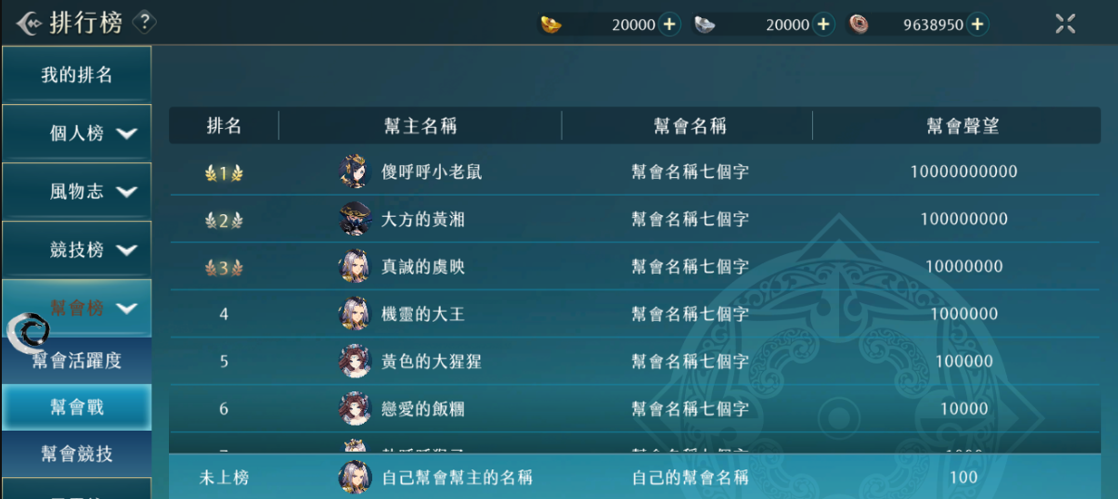 排行榜 ? 20000 + 20000 + 9638950 +
我的排名
個人榜
風物志
競技榜
幫會榜
幫會活躍度
幫會戰
幫會競技
排名 幫主名稱 幫會名稱 幫會聲望
1 傻呼呼小老鼠 幫會名稱七個字 10000000000
2 大方的黃湘 幫會名稱七個字 100000000
3 真誠的虞映 幫會名稱七個字 10000000
4 機靈的大王 幫會名稱七個字 1000000
5 黃色的大猩猩 幫會名稱七個字 100000
6 戀愛的飯糰 幫會名稱七個字 10000
未上榜 自己幫會幫主的名稱 自己的幫會名稱 100